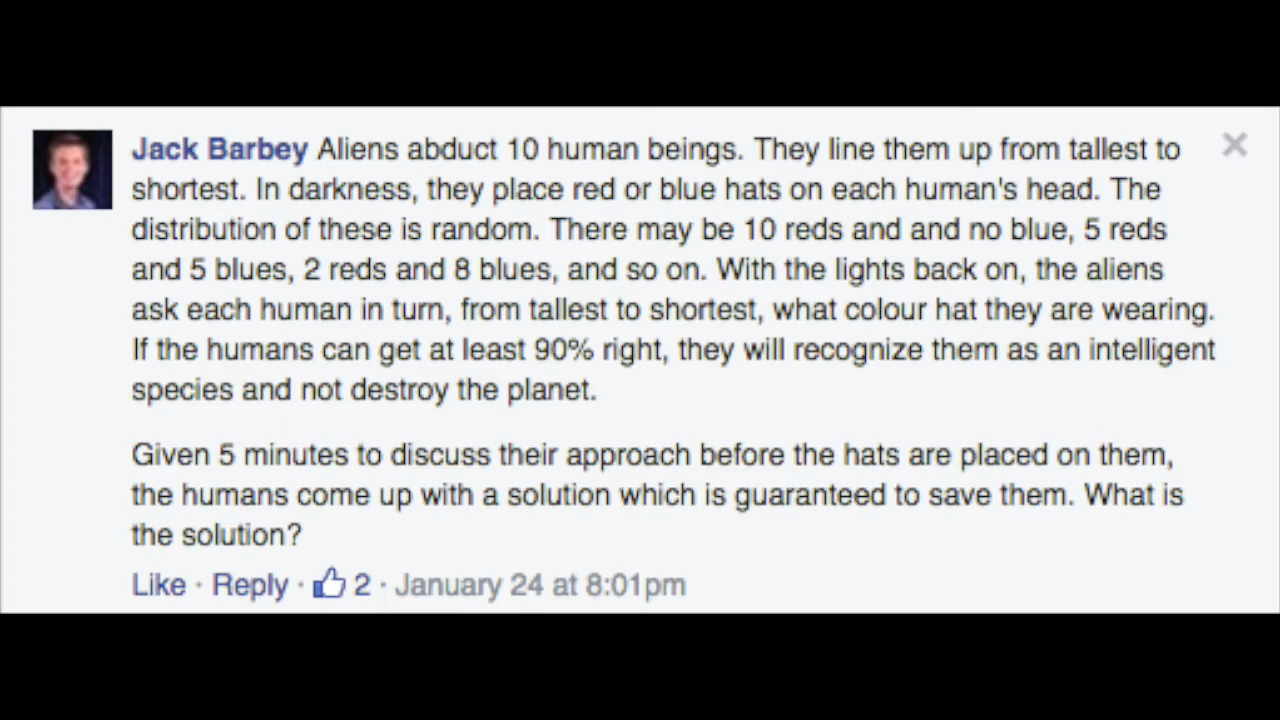 Jack Barbey Aliens abduct 10 human beings. They line them up from tallest to
shortest. In darkness, they place red or blue hats on each human's head. The
distribution of these is random. There may be 10 reds and and no blue, 5 reds
and 5 blues, 2 reds and 8 blues, and so on. With the lights back on, the aliens
ask each human in turn, from tallest to shortest, what colour hat they are wearing.
If the humans can get at least 90% right, they will recognize them as an intelligent
species and not destroy the planet.
Given 5 minutes to discuss their approach before the hats are placed on them,
the humans come up with a solution which is guaranteed to save them. What is
the solution?
Like · Reply · 2 · January 24 at 8:01pm